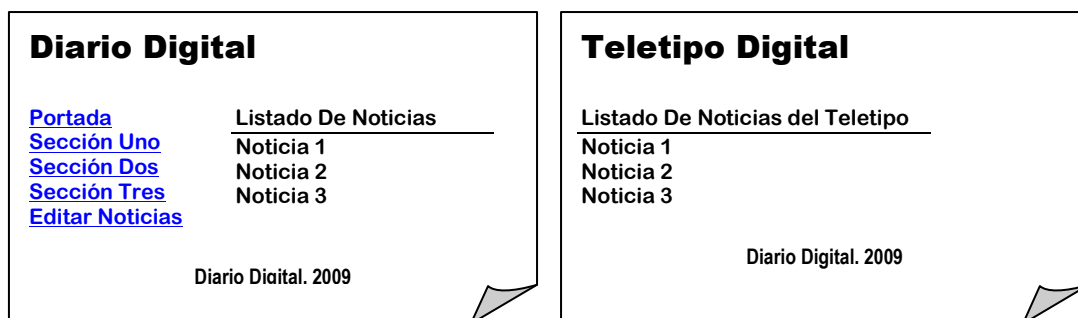 Diario Digital
Portada
Sección Uno
Sección Dos
Sección Tres
Editar Noticias
Listado De Noticias
Noticia 1
Noticia 2
Noticia 3
Diario Digital. 2009
Teletipo Digital
Listado De Noticias del Teletipo
Noticia 1
Noticia 2
Noticia 3
Diario Digital. 2009